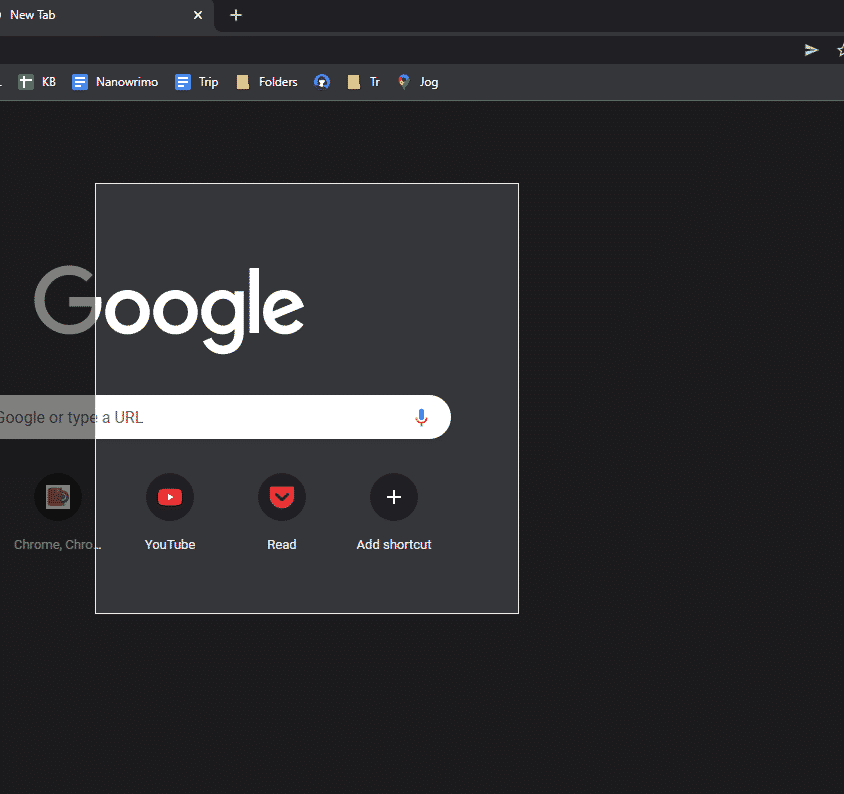 New Tab
KB Nanowrimo Trip Folders Tr Jog
Google
Google or type a URL
Chrome, Chro... YouTube Read Add shortcut